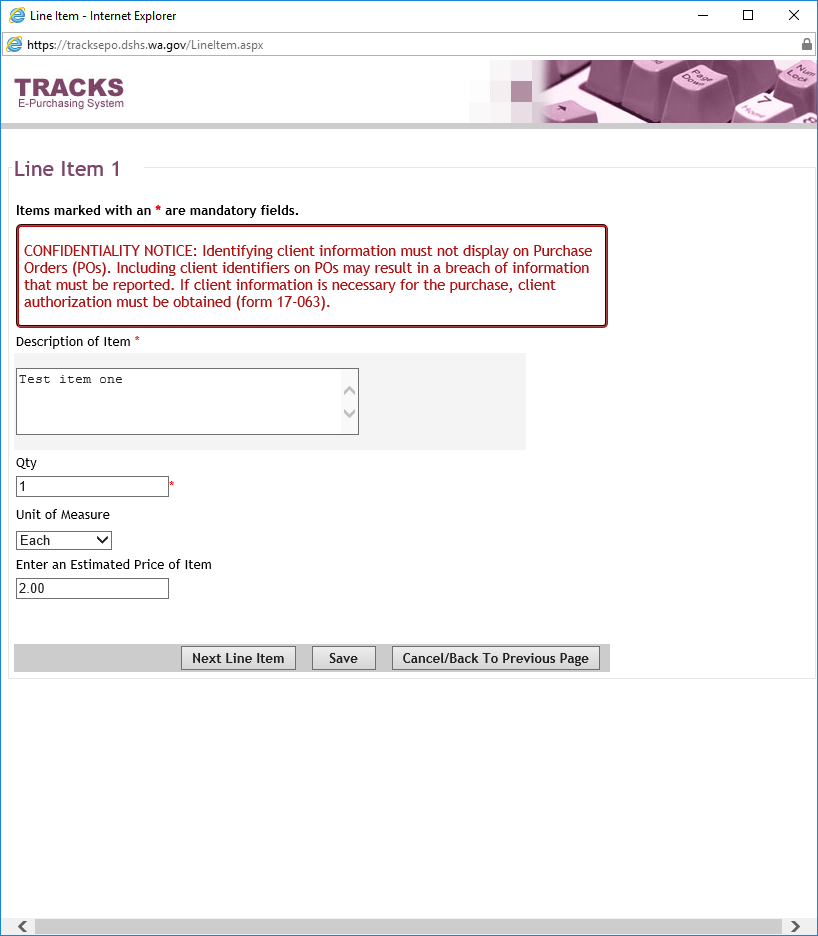 Line Item - Internet Explorer
https://tracksepo.dshs.wa.gov/LineItem.aspx
TRACKS
E-Purchasing System
Page Down
Num Lock
7
8
Line Item 1
Items marked with an * are mandatory fields.
CONFIDENTIALITY NOTICE: Identifying client information must not display on Purchase
Orders (POs). Including client identifiers on POs may result in a breach of information
that must be reported. If client information is necessary for the purchase, client
authorization must be obtained (form 17-063).
Description of Item *
Test item one
Qty
1 *
Unit of Measure
Each
Enter an Estimated Price of Item
2.00
Next Line Item Save Cancel/Back To Previous Page